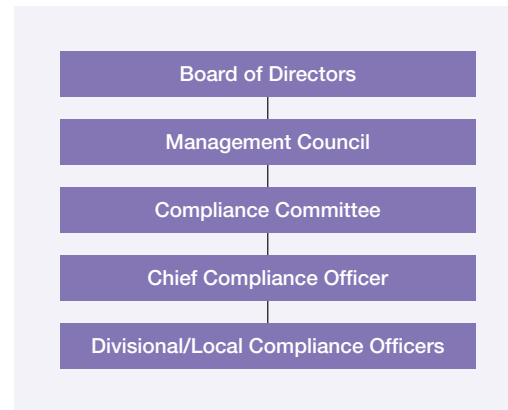 Board of Directors
Management Council
Compliance Committee
Chief Compliance Officer
Divisional/Local Compliance Officers